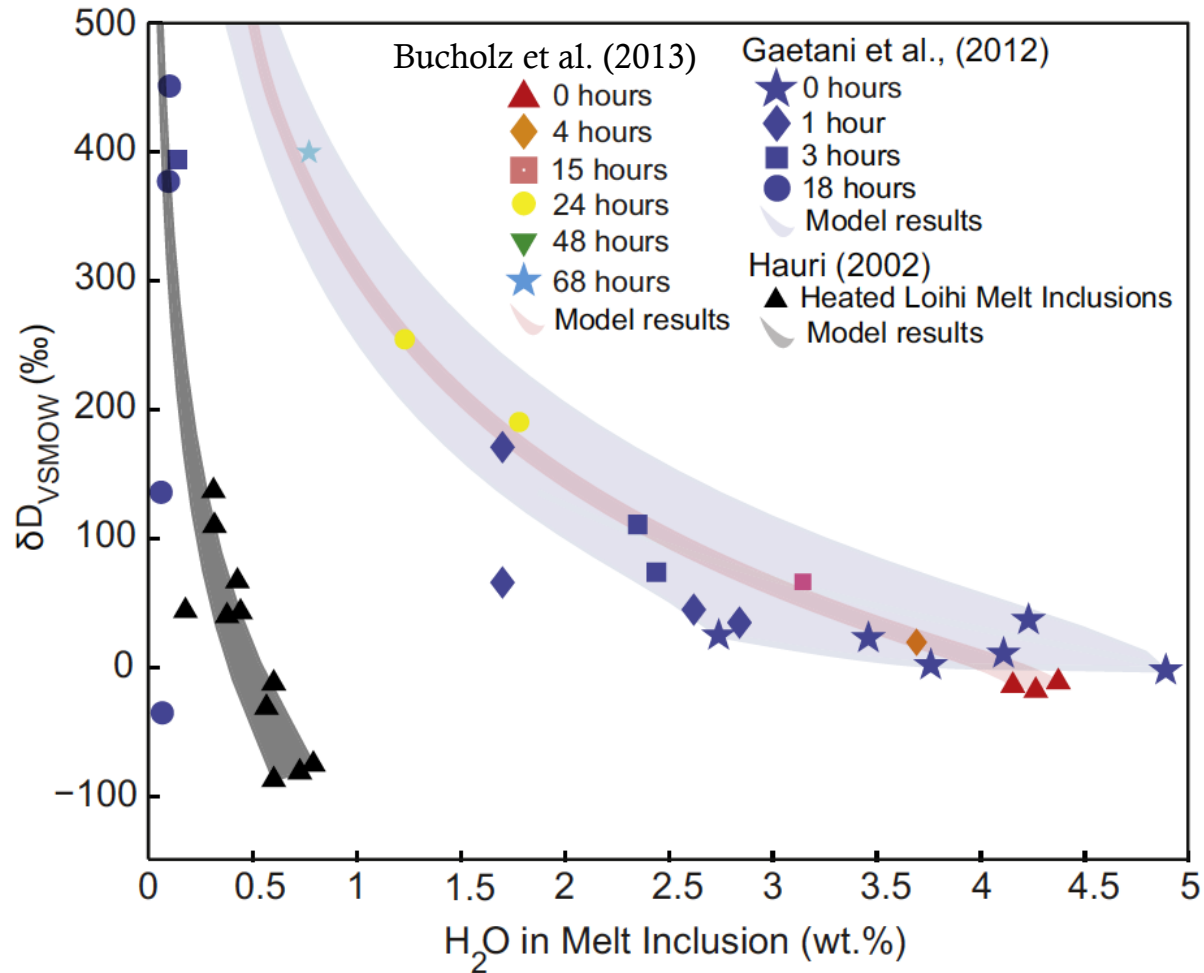 500
400
300
200
100
0
−100
δD_VSMOW (‰)
Bucholz et al. (2013)
0 hours
4 hours
15 hours
24 hours
48 hours
68 hours
Model results
Gaetani et al., (2012)
0 hours
1 hour
3 hours
18 hours
Model results
Hauri (2002)
Heated Loihi Melt Inclusions
Model results
0 0.5 1 1.5 2 2.5 3 3.5 4 4.5 5
H₂O in Melt Inclusion (wt.%)